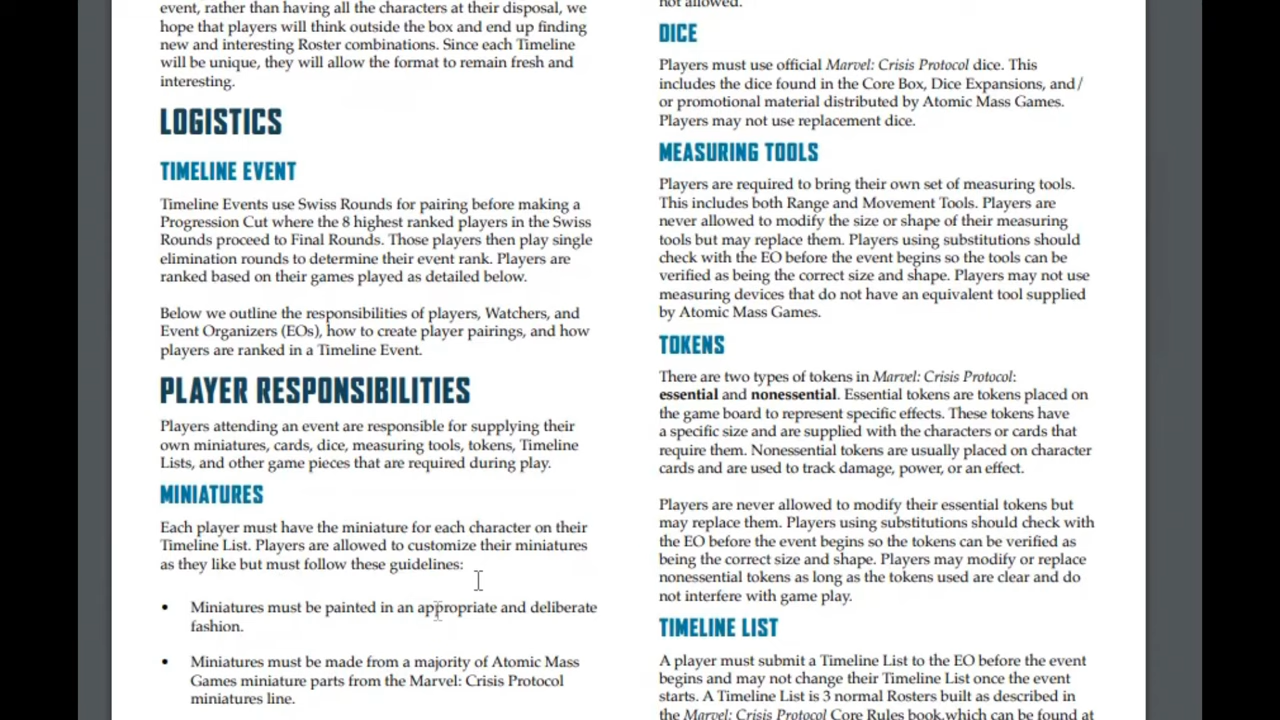 event, rather than having all the characters at their disposal, we
hope that players will think outside the box and end up finding
new and interesting Roster combinations. Since each Timeline
will be unique, they will allow the format to remain fresh and
interesting.
LOGISTICS
TIMELINE EVENT
Timeline Events use Swiss Rounds for pairing before making a
Progression Cut where the 8 highest ranked players in the Swiss
Rounds proceed to Final Rounds. Those players then play single
elimination rounds to determine their event rank. Players are
ranked based on their games played as detailed below.
Below we outline the responsibilities of players, Watchers, and
Event Organizers (EOs), how to create player pairings, and how
players are ranked in a Timeline Event.
PLAYER RESPONSIBILITIES
Players attending an event are responsible for supplying their
own miniatures, cards, dice, measuring tools, tokens, Timeline
Lists, and other game pieces that are required during play.
MINIATURES
Each player must have the miniature for each character on their
Timeline List. Players are allowed to customize their miniatures
as they like but must follow these guidelines:
• Miniatures must be painted in an appropriate and deliberate
fashion.
• Miniatures must be made from a majority of Atomic Mass
Games miniature parts from the Marvel: Crisis Protocol
miniatures line.
not allowed.
DICE
Players must use official Marvel: Crisis Protocol dice. This
includes the dice found in the Core Box, Dice Expansions, and/
or promotional material distributed by Atomic Mass Games.
Players may not use replacement dice.
MEASURING TOOLS
Players are required to bring their own set of measuring tools.
This includes both Range and Movement Tools. Players are
never allowed to modify the size or shape of their measuring
tools but may replace them. Players using substitutions should
check with the EO before the event begins so the tools can be
verified as being the correct size and shape. Players may not use
measuring devices that do not have an equivalent tool supplied
by Atomic Mass Games.
TOKENS
There are two types of tokens in Marvel: Crisis Protocol:
essential and nonessential. Essential tokens are tokens placed on
the game board to represent specific effects. These tokens have
a specific size and are supplied with the characters or cards that
require them. Nonessential tokens are usually placed on character
cards and are used to track damage, power, or an effect.
Players are never allowed to modify their essential tokens but
may replace them. Players using substitutions should check with
the EO before the event begins so the tokens can be verified as
being the correct size and shape. Players may modify or replace
nonessential tokens as long as the tokens used are clear and do
not interfere with game play.
TIMELINE LIST
A player must submit a Timeline List to the EO before the event
begins and may not change their Timeline List once the event
starts. A Timeline List is 3 normal Rosters built as described in
the Marvel: Crisis Protocol Core Rules book,which can be found at